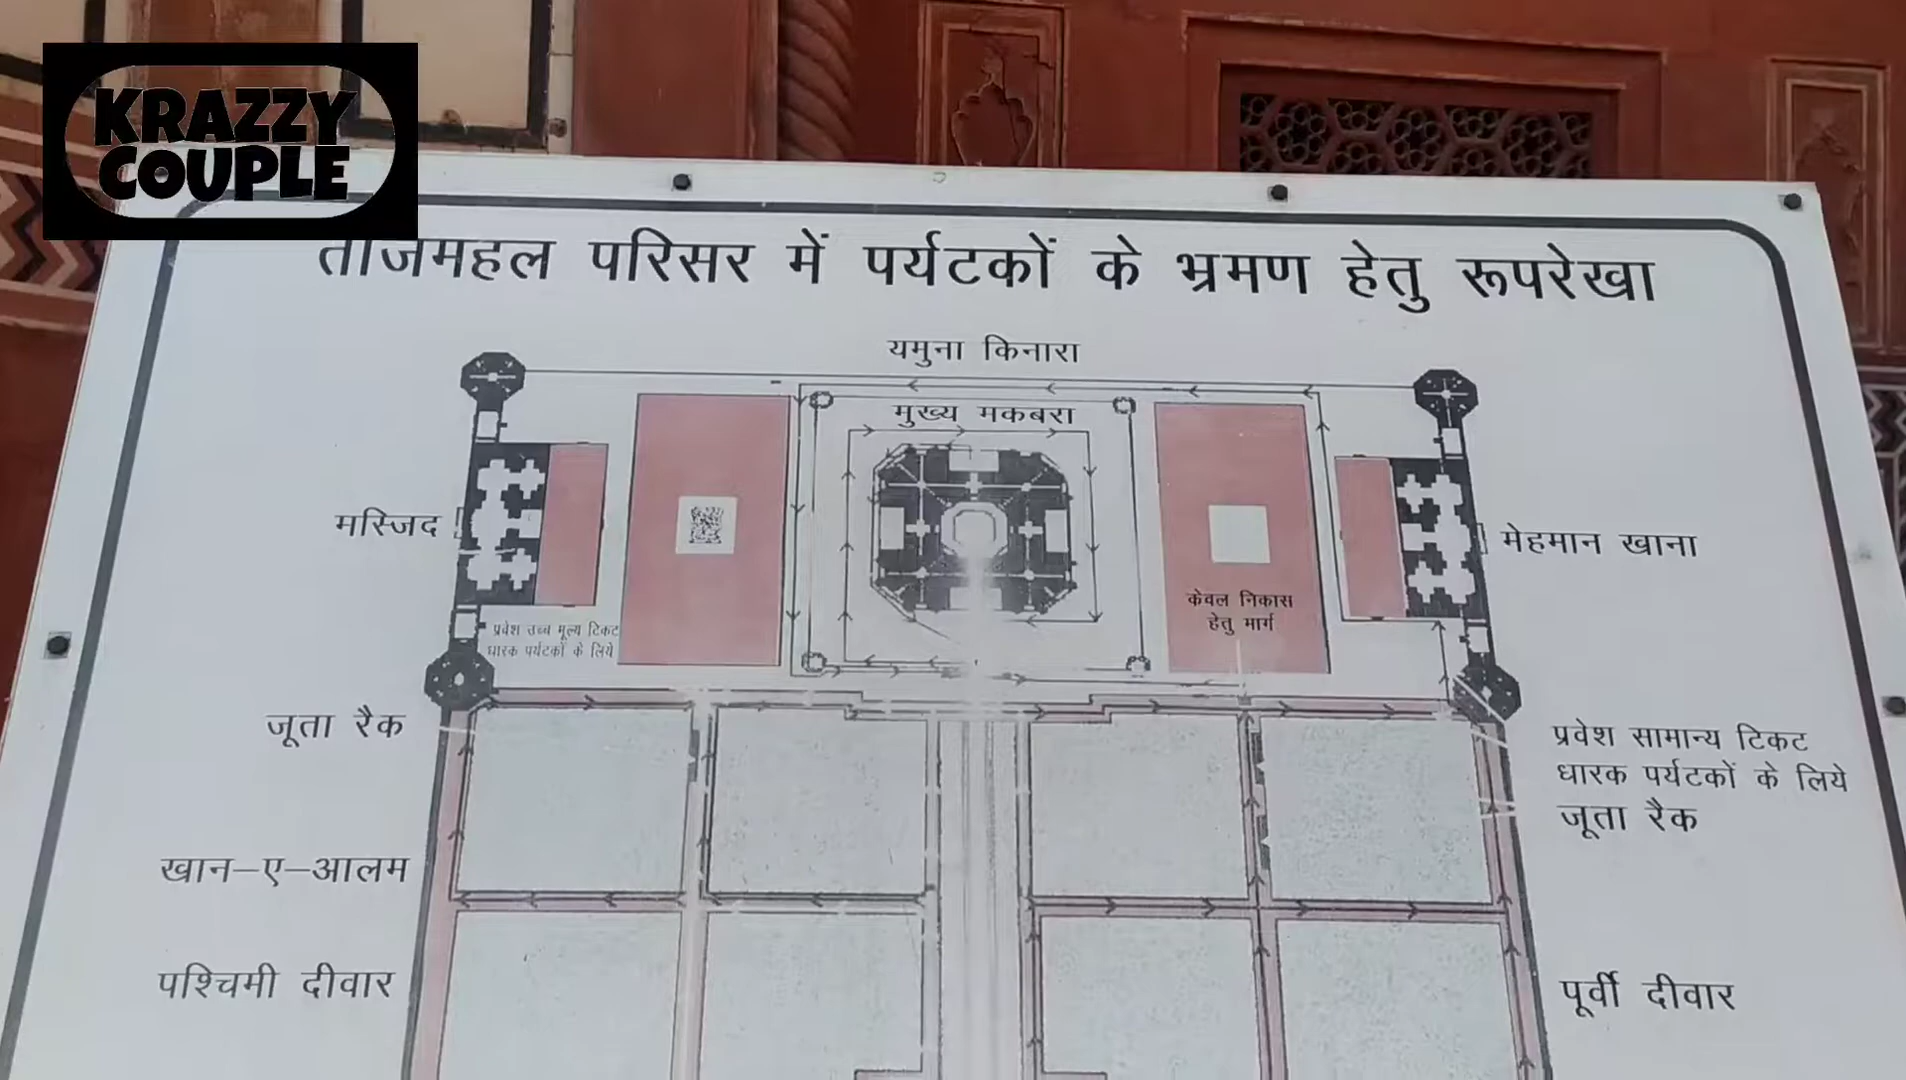 KRAZZY
COUPLE
ताजमहल परिसर में पर्यटकों के भ्रमण हेतु रूपरेखा
यमुना किनारा
मुख्य मकबरा
मस्जिद
मेहमान खाना
केवल निकास
हेतु मार्ग
प्रवेश उच्च मूल्य टिकट
धारक पर्यटकों के लिये
जूता रैक
प्रवेश सामान्य टिकट
धारक पर्यटकों के लिये
जूता रैक
खान-ए-आलम
पश्चिमी दीवार
पूर्वी दीवार